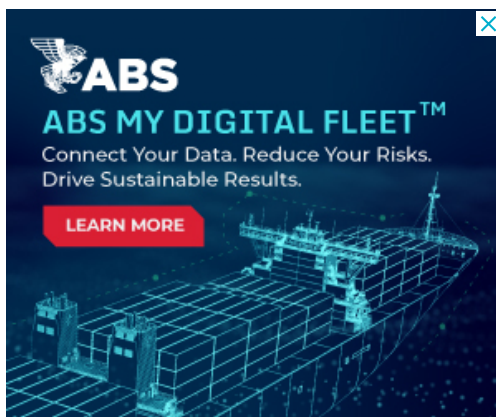 ABS
ABS MY DIGITAL FLEET™
Connect Your Data. Reduce Your Risks.
Drive Sustainable Results.
LEARN MORE